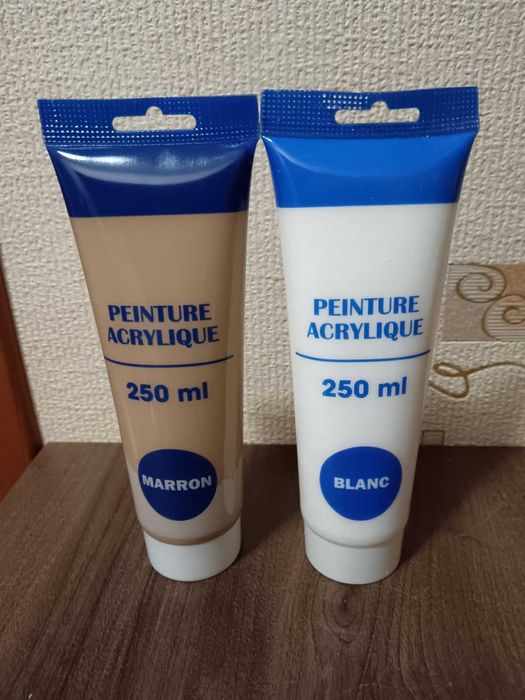 PEINTURE
ACRYLIQUE
250 ml
MARRON
PEINTURE
ACRYLIQUE
250 ml
BLANC